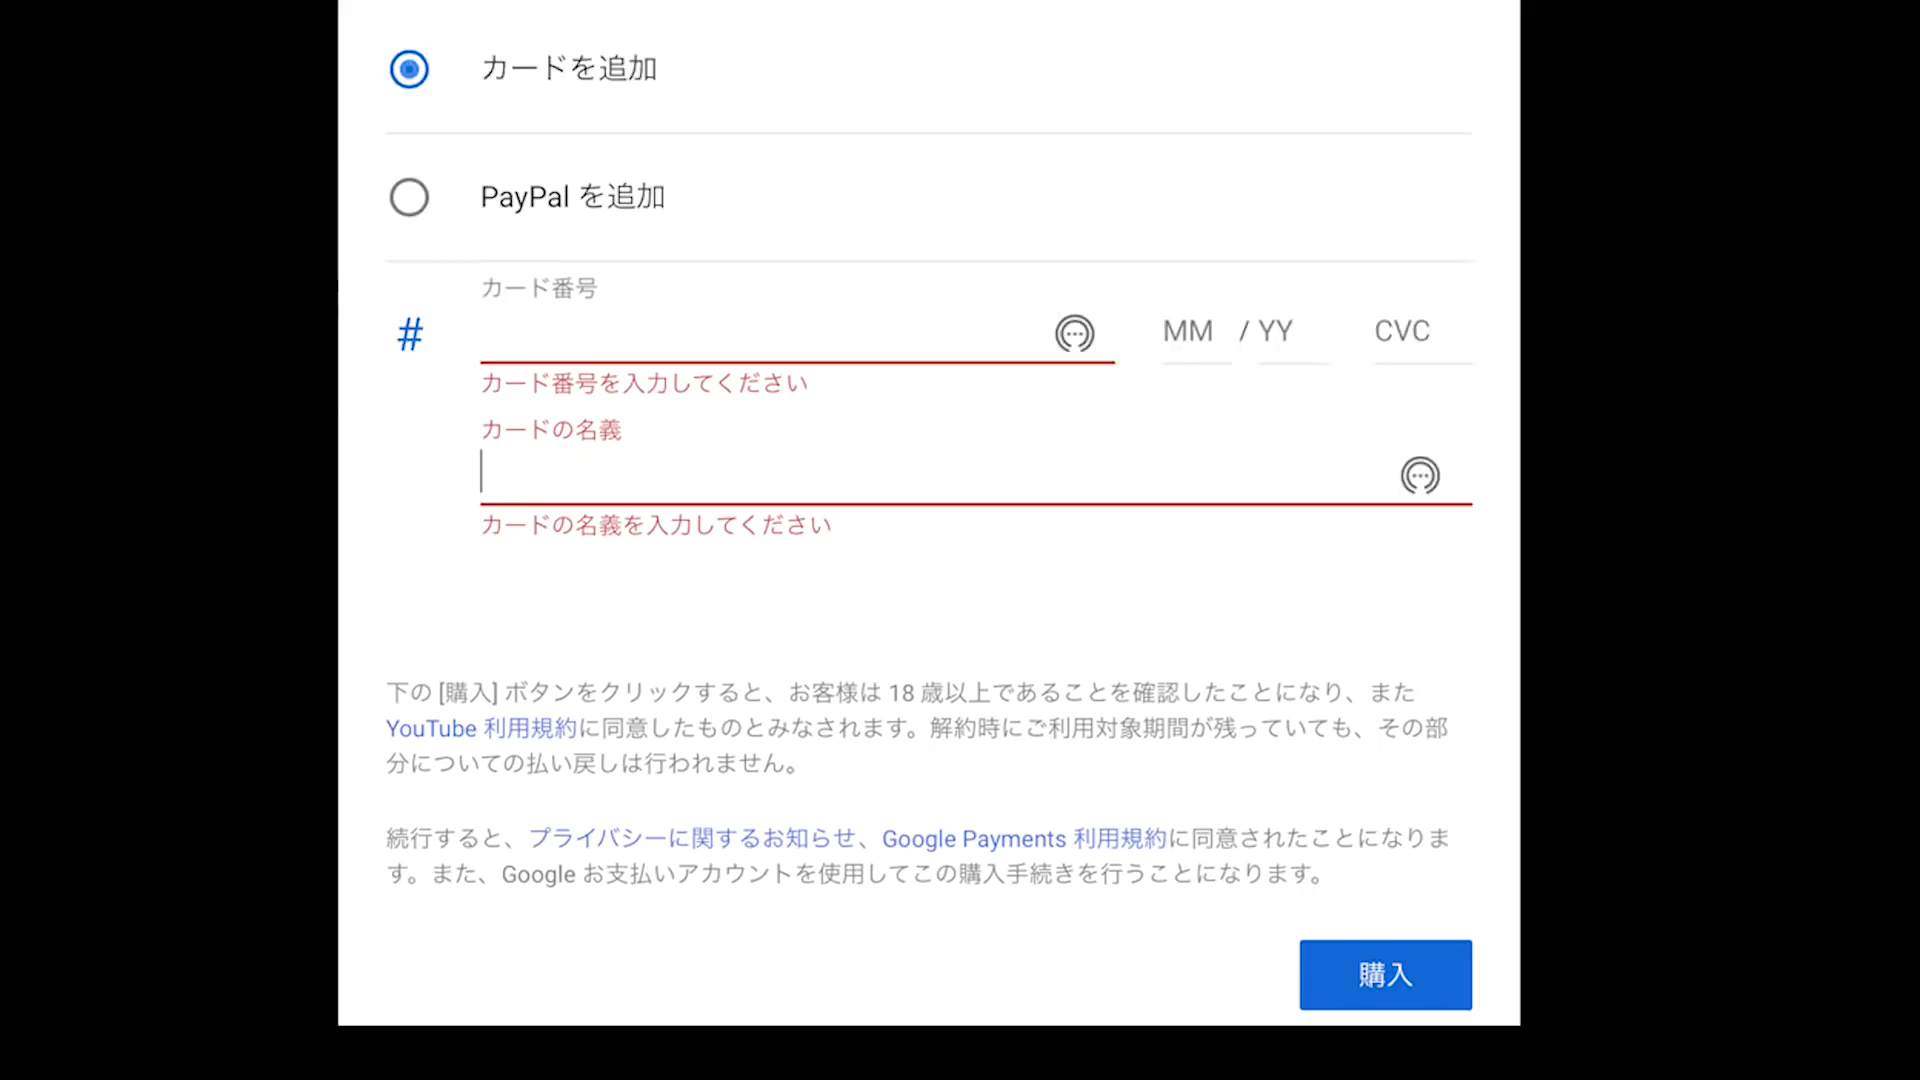 カードを追加
PayPal を追加
カード番号
# MM / YY CVC
カード番号を入力してください
カードの名義
カードの名義を入力してください
下の [購入] ボタンをクリックすると、お客様は 18 歳以上であることを確認したことになり、また
YouTube 利用規約に同意したものとみなされます。解約時にご利用対象期間が残っていても、その部
分についての払い戻しは行われません。
続行すると、プライバシーに関するお知らせ、Google Payments 利用規約に同意されたことになりま
す。また、Google お支払いアカウントを使用してこの購入手続きを行うことになります。
購入